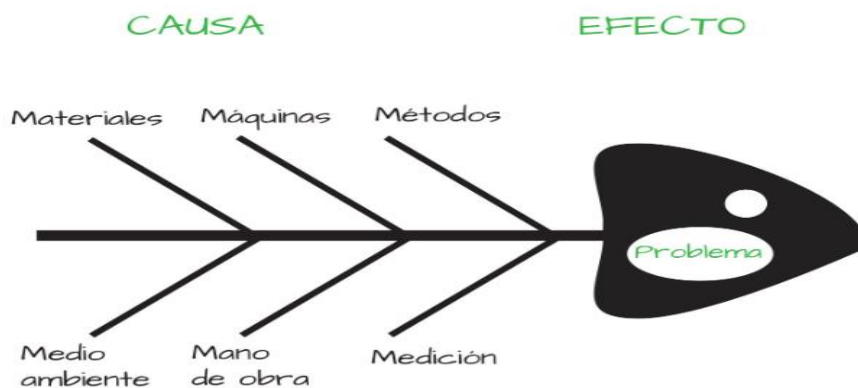 CAUSA
EFECTO
Materiales
Máquinas
Métodos
Problema
Medio
ambiente
Mano
de obra
Medición